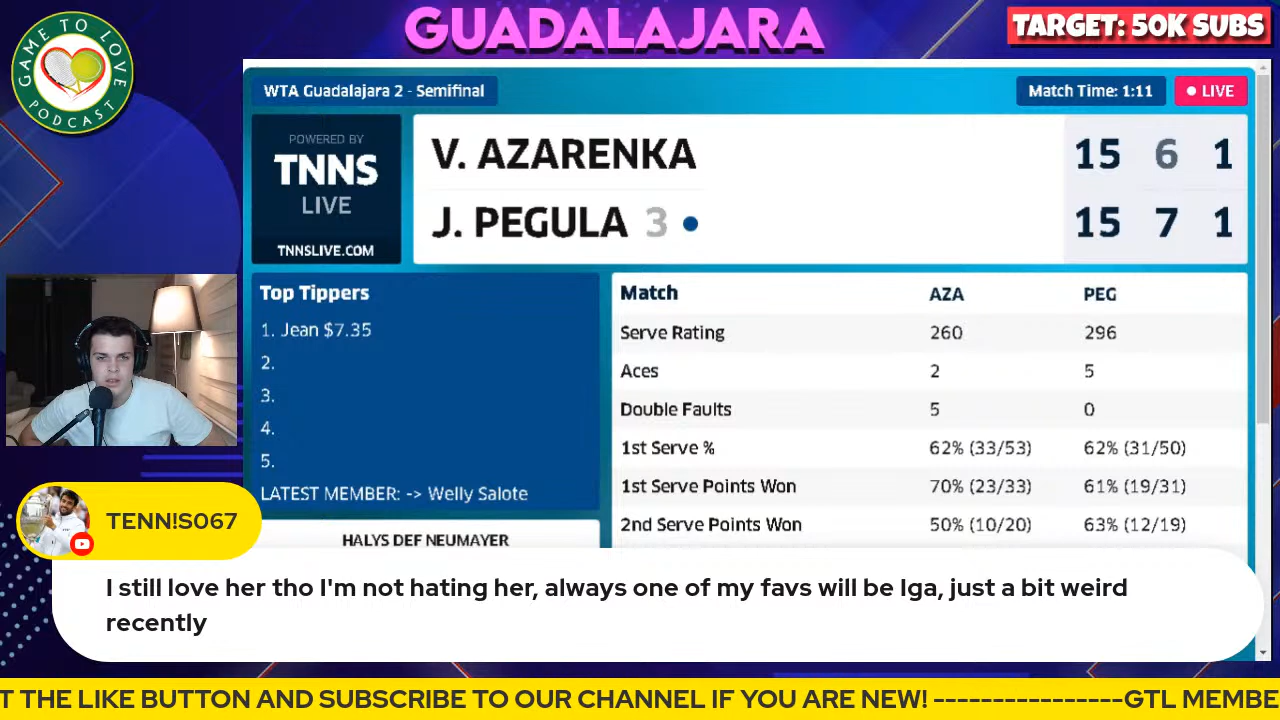 GUADALAJARA
TARGET: 50K SUBS
GAME TO LOVE
PODCAST
WTA Guadalajara 2 - Semifinal
Match Time: 1:11
LIVE
POWERED BY
TNNS
LIVE
TNNSLIVE.COM
V. AZARENKA 15 6 1
J. PEGULA 3 15 7 1
Top Tippers
1. Jean $7.35
2.
3.
4.
5.
LATEST MEMBER: -> Welly Salote
HALYS DEF NEUMAYER
Match AZA PEG
Serve Rating 260 296
Aces 2 5
Double Faults 5 0
1st Serve % 62% (33/53) 62% (31/50)
1st Serve Points Won 70% (23/33) 61% (19/31)
2nd Serve Points Won 50% (10/20) 63% (12/19)
TENN!S067
I still love her tho I'm not hating her, always one of my favs will be Iga, just a bit weird
recently
T THE LIKE BUTTON AND SUBSCRIBE TO OUR CHANNEL IF YOU ARE NEW! ----------------GTL MEMBE